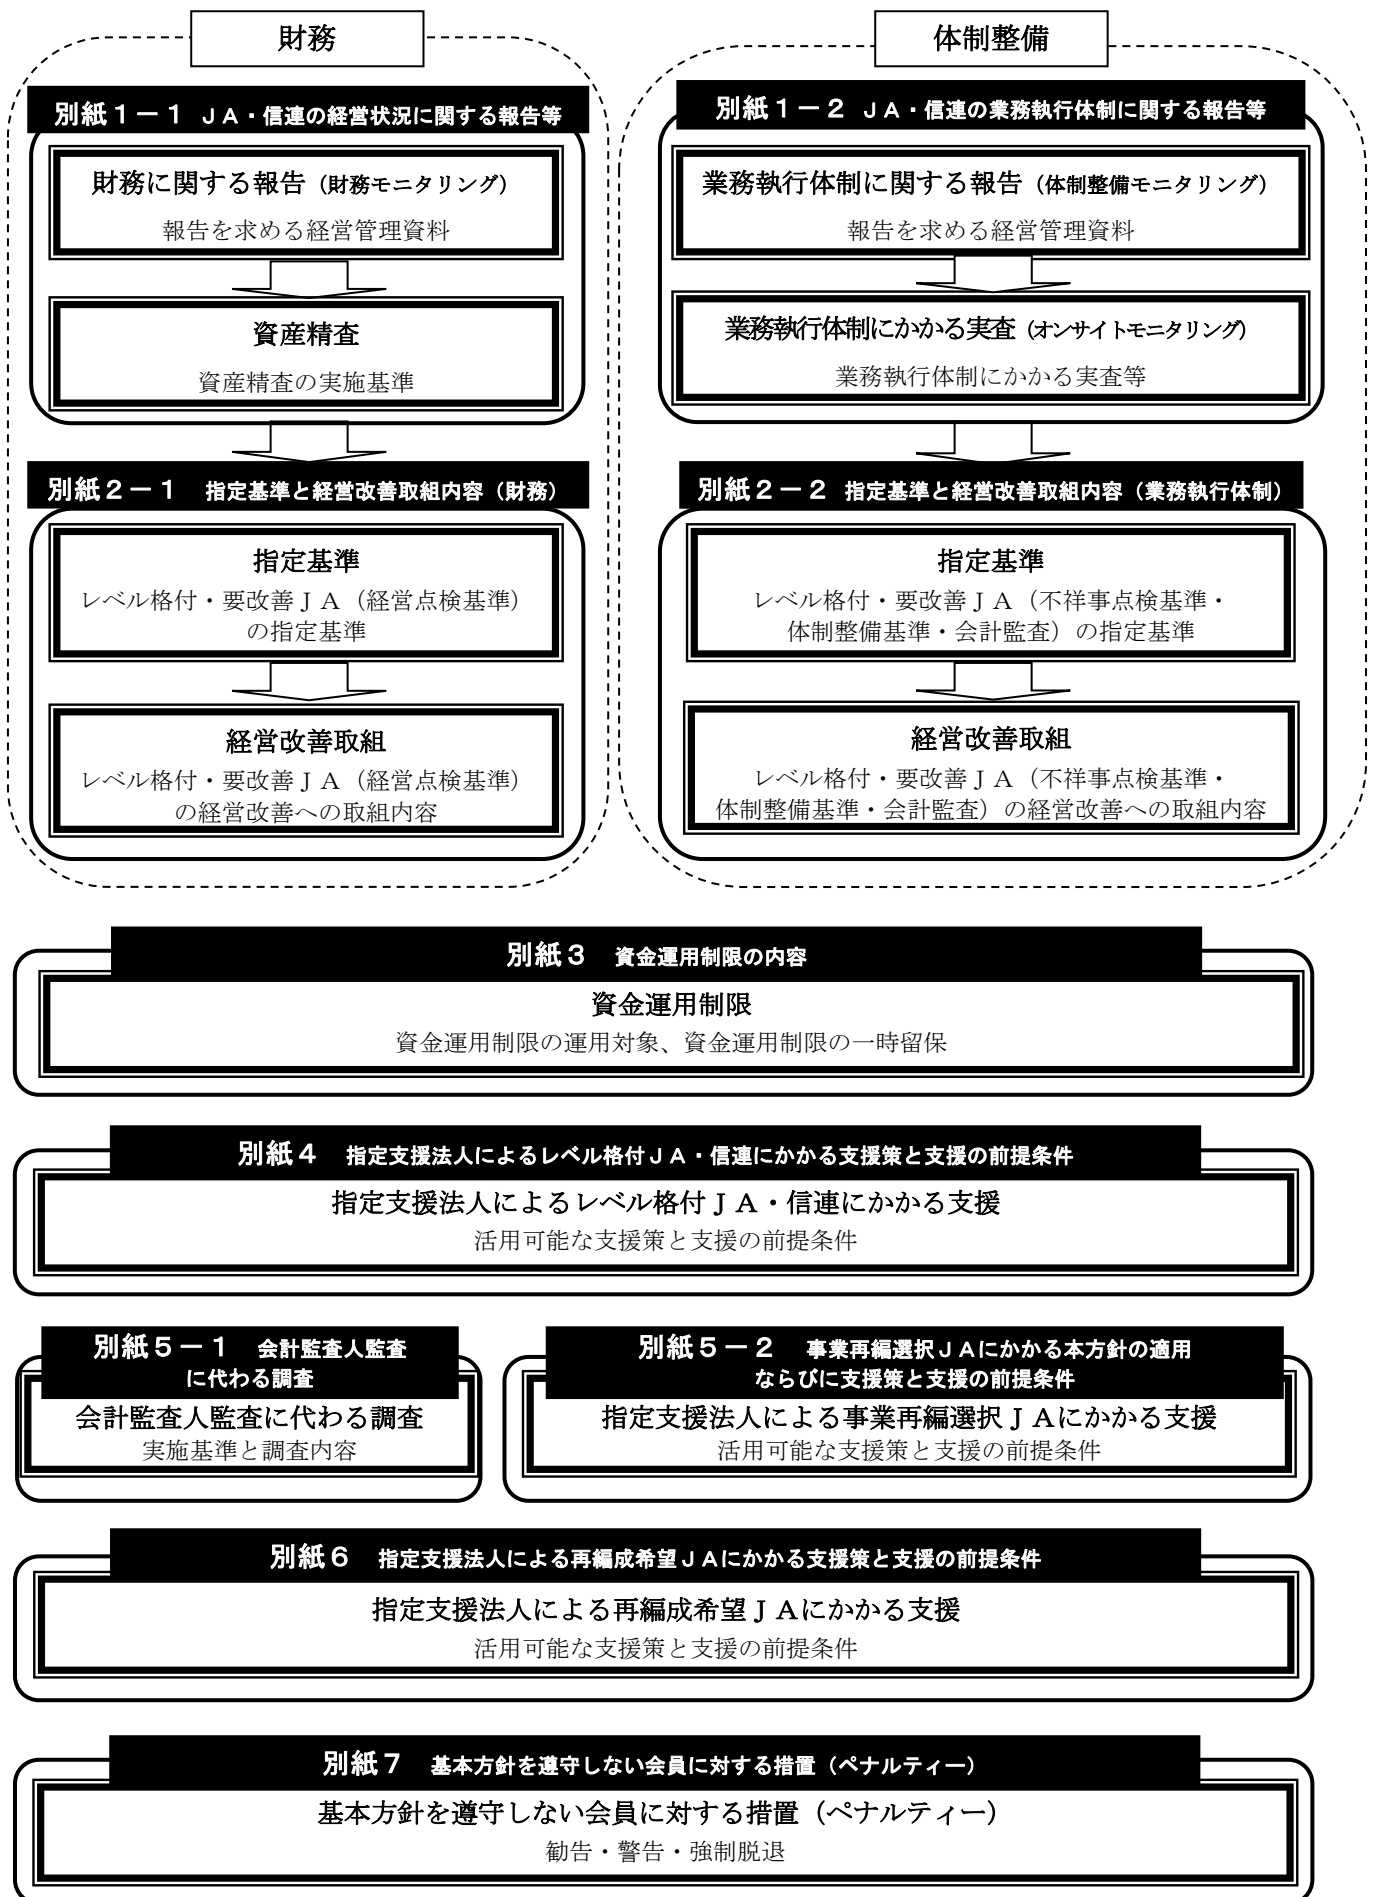 財務
別紙１－１ ＪＡ・信連の経営状況に関する報告等
財務に関する報告（財務モニタリング）
報告を求める経営管理資料
資産精査
資産精査の実施基準
別紙２－１ 指定基準と経営改善取組内容（財務）
指定基準
レベル格付・要改善ＪＡ（経営点検基準）
の指定基準
経営改善取組
レベル格付・要改善ＪＡ（経営点検基準）
の経営改善への取組内容
体制整備
別紙１－２ ＪＡ・信連の業務執行体制に関する報告等
業務執行体制に関する報告（体制整備モニタリング）
報告を求める経営管理資料
業務執行体制にかかる実査（オンサイトモニタリング）
業務執行体制にかかる実査等
別紙２－２ 指定基準と経営改善取組内容（業務執行体制）
指定基準
レベル格付・要改善ＪＡ（不祥事点検基準・
体制整備基準・会計監査）の指定基準
経営改善取組
レベル格付・要改善ＪＡ（不祥事点検基準・
体制整備基準・会計監査）の経営改善への取組内容
別紙３ 資金運用制限の内容
資金運用制限
資金運用制限の運用対象、資金運用制限の一時留保
別紙４ 指定支援法人によるレベル格付ＪＡ・信連にかかる支援策と支援の前提条件
指定支援法人によるレベル格付ＪＡ・信連にかかる支援
活用可能な支援策と支援の前提条件
別紙５－１ 会計監査人監査
に代わる調査
会計監査人監査に代わる調査
実施基準と調査内容
別紙５－２ 事業再編選択ＪＡにかかる本方針の適用
ならびに支援策と支援の前提条件
指定支援法人による事業再編選択ＪＡにかかる支援
活用可能な支援策と支援の前提条件
別紙６ 指定支援法人による再編成希望ＪＡにかかる支援策と支援の前提条件
指定支援法人による再編成希望ＪＡにかかる支援
活用可能な支援策と支援の前提条件
別紙７ 基本方針を遵守しない会員に対する措置（ペナルティー）
基本方針を遵守しない会員に対する措置（ペナルティー）
勧告・警告・強制脱退